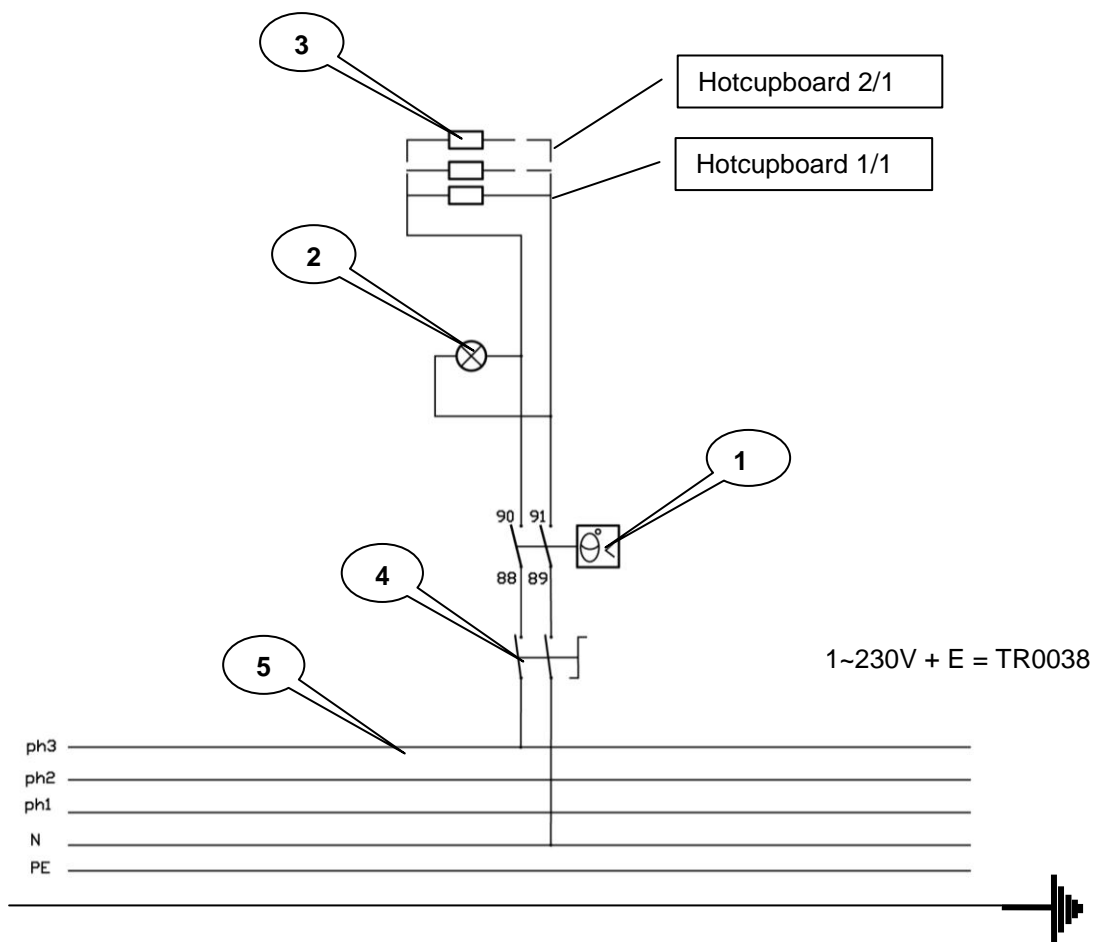 3
Hotcupboard 2/1
Hotcupboard 1/1
2
1
90 91
88 89
4
1~230V + E = TR0038
5
ph3
ph2
ph1
N
PE